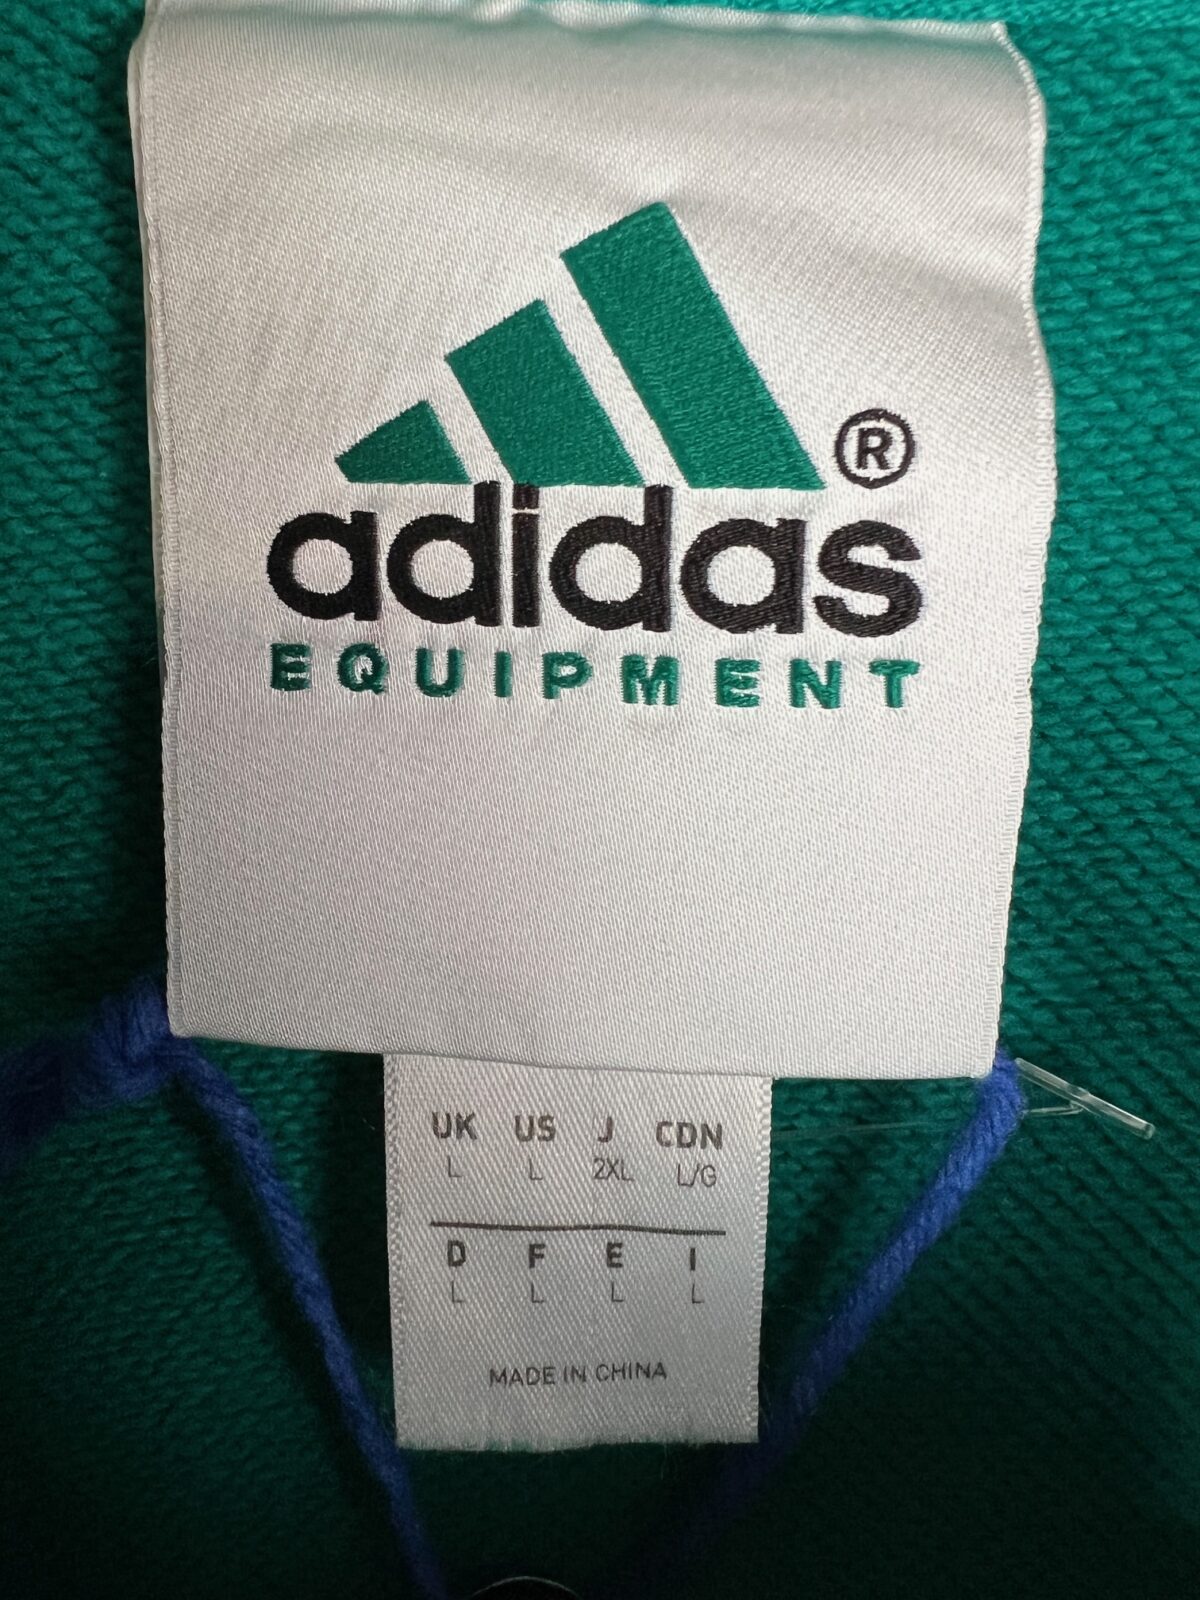 adidas®
EQUIPMENT
UK US J CDN
L L 2XL L/G
D F E I
L L L L
MADE IN CHINA